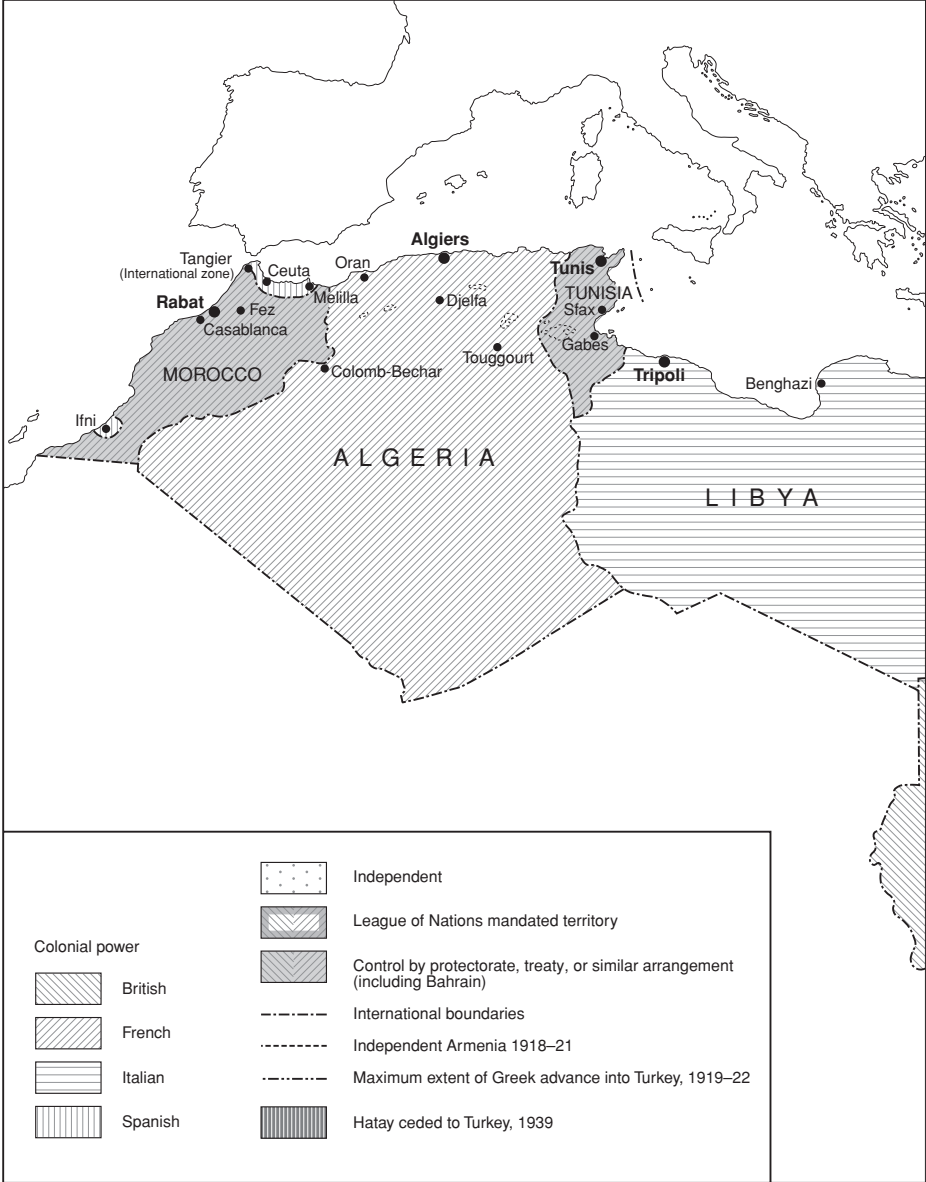 Algiers
Tangier
(International zone)
Ceuta
Oran
Tunis
Melilla
Rabat
Fez
Djelfa
TUNISIA
Sfax
Casablanca
Gabes
Touggourt
MOROCCO
Colomb-Bechar
Tripoli
Benghazi
Ifni
ALGERIA
LIBYA
Colonial power
British
French
Italian
Spanish
Independent
League of Nations mandated territory
Control by protectorate, treaty, or similar arrangement
(including Bahrain)
International boundaries
Independent Armenia 1918–21
Maximum extent of Greek advance into Turkey, 1919–22
Hatay ceded to Turkey, 1939